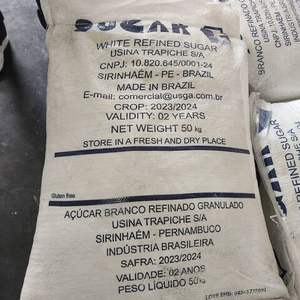 SUGAR
WHITE REFINED SUGAR
USINA TRAPICHE S/A
CNPJ: 10.820.645/0001-24
SIRINHAÉM - PE - BRAZIL
MADE IN BRAZIL
E-mail: comercial@usga.com.br
CROP: 2023/2024
VALIDITY: 02 YEARS
NET WEIGHT 50 kg
STORE IN A FRESH AND DRY PLACE
Gluten free
AÇÚCAR BRANCO REFINADO GRANULADO
USINA TRAPICHE S/A
SIRINHAÉM - PERNAMBUCO
INDÚSTRIA BRASILEIRA
SAFRA: 2023/2024
VALIDADE: 02 ANOS
PESO LÍQUIDO 50kg